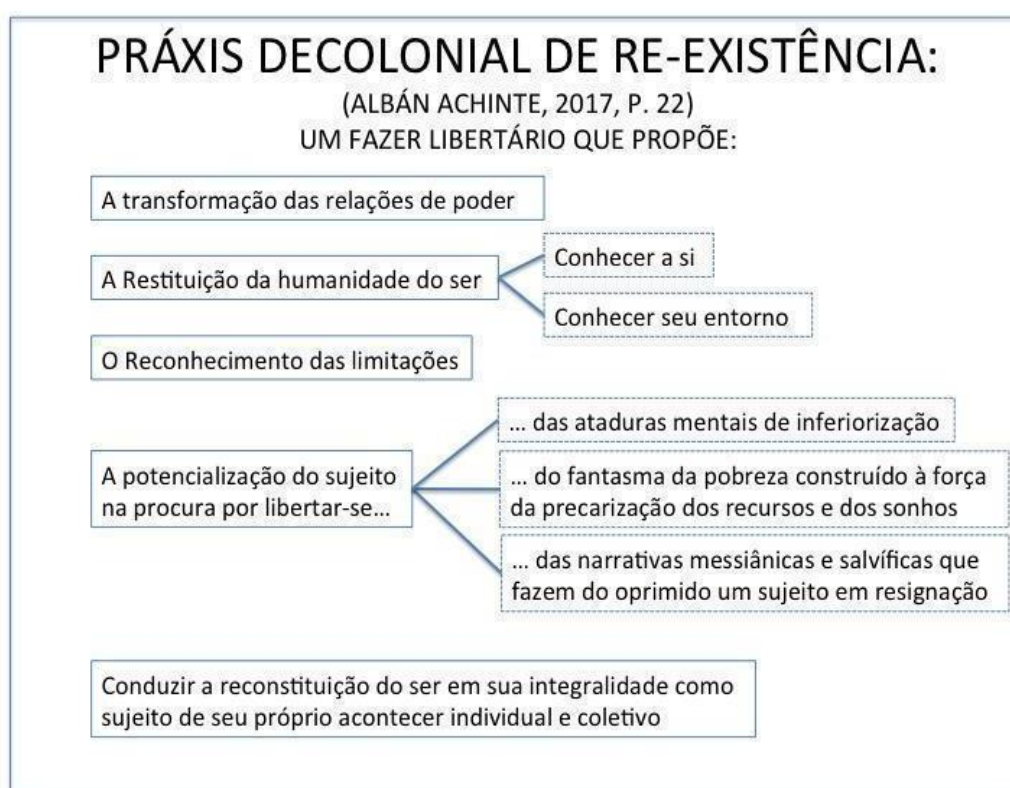 PRÁXIS DECOLONIAL DE RE-EXISTÊNCIA:
(ALBÁN ACHINTE, 2017, P. 22)
UM FAZER LIBERTÁRIO QUE PROPÕE:
A transformação das relações de poder
A Restituição da humanidade do ser
Conhecer a si
Conhecer seu entorno
O Reconhecimento das limitações
A potencialização do sujeito
na procura por libertar-se...
... das ataduras mentais de inferiorização
... do fantasma da pobreza construído à força
da precarização dos recursos e dos sonhos
... das narrativas messiânicas e salvíficas que
fazem do oprimido um sujeito em resignação
Conduzir a reconstituição do ser em sua integralidade como
sujeito de seu próprio acontecer individual e coletivo